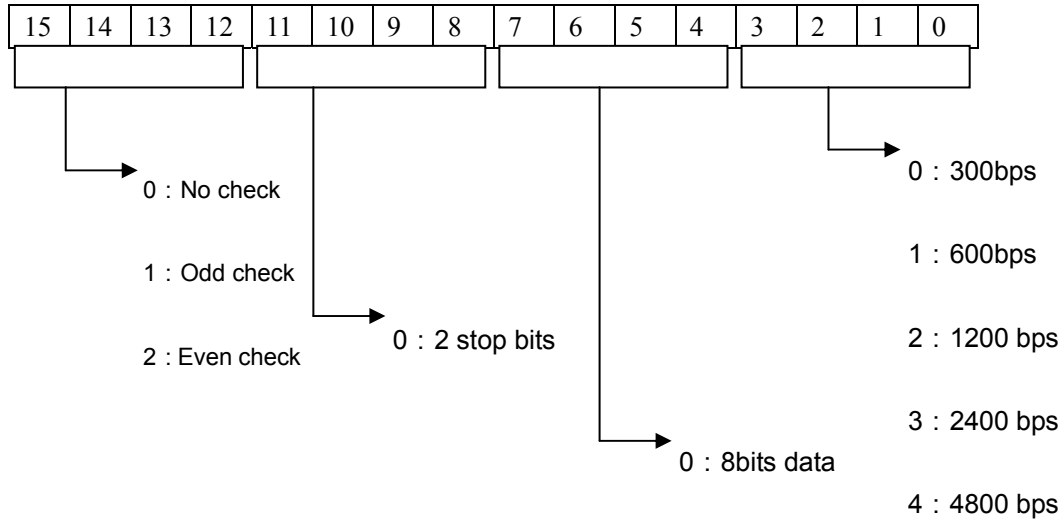 15 14 13 12 11 10 9 8 7 6 5 4 3 2 1 0
0：No check
1：Odd check
2：Even check
0：2 stop bits
0：8bits data
0：300bps
1：600bps
2：1200 bps
3：2400 bps
4：4800 bps